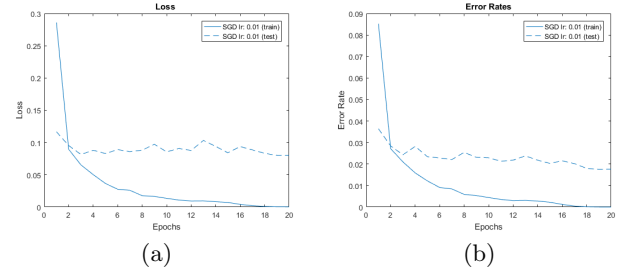 Loss
SGD lr: 0.01 (train)
SGD lr: 0.01 (test)
0.3
0.25
0.2
0.15
0.1
0.05
0
Loss
0 2 4 6 8 10 12 14 16 18 20
Epochs
(a)
Error Rates
SGD lr: 0.01 (train)
SGD lr: 0.01 (test)
0.09
0.08
0.07
0.06
0.05
0.04
0.03
0.02
0.01
0
Error Rate
0 2 4 6 8 10 12 14 16 18 20
Epochs
(b)